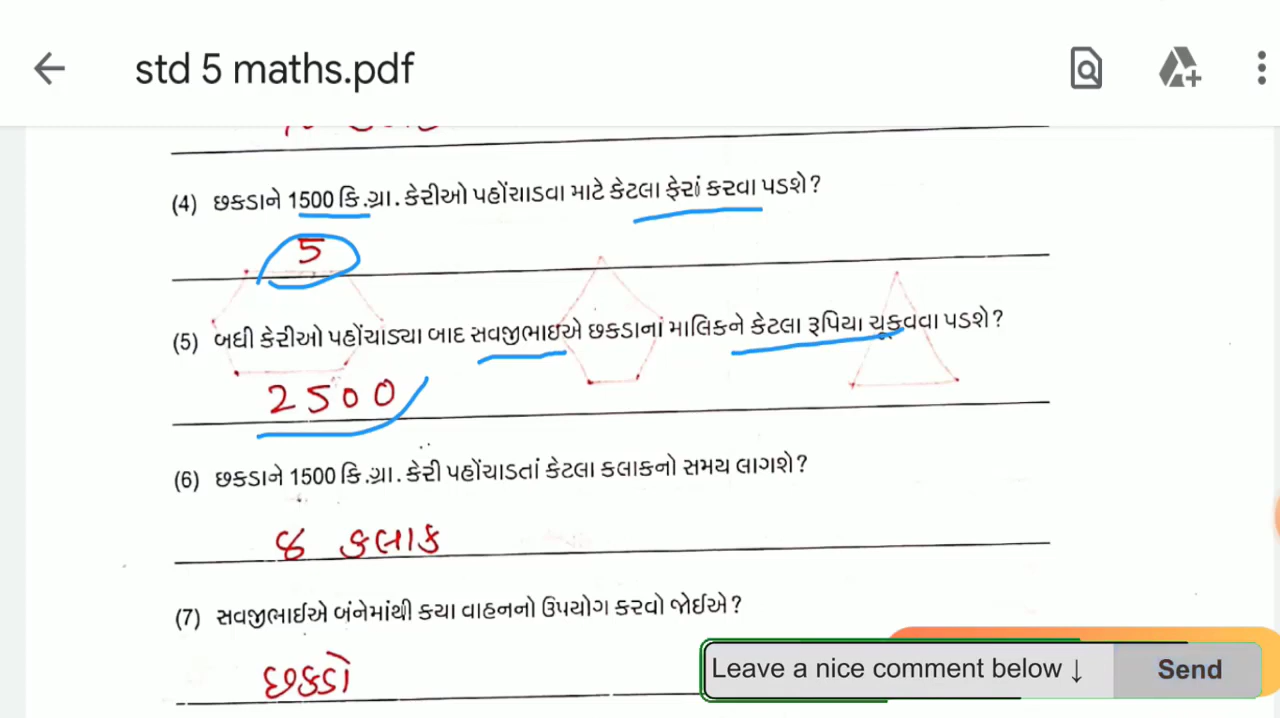 std 5 maths.pdf
(4) છકડાને 1500 કિ.ગ્રા. કેરીઓ પહોંચાડવા માટે કેટલા ફેરાં કરવા પડશે?
5
(5) બધી કેરીઓ પહોંચાડ્યા બાદ સવજીભાઇએ છકડાના માલિકને કેટલા રૂપિયા ચૂકવવા પડશે?
2500
(6) છકડાને 1500 કિ.ગ્રા. કેરી પહોંચાડતાં કેટલા કલાકનો સમય લાગશે?
૪ કલાક
(7) સવજીભાઈએ બંનેમાંથી કયા વાહનનો ઉપયોગ કરવો જોઈએ?
છકડો
Leave a nice comment below ↓ Send